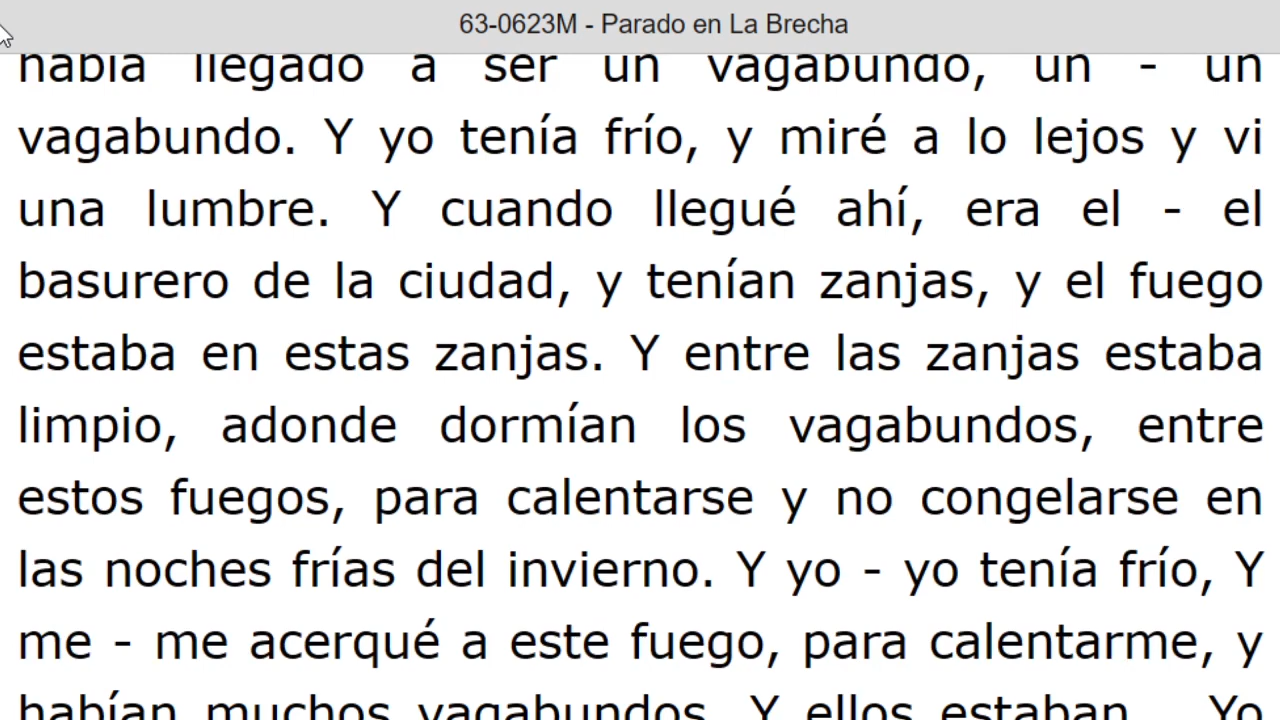 63-0623M - Parado en La Brecha
había llegado a ser un vagabundo, un - un
vagabundo. Y yo tenía frío, y miré a lo lejos y vi
una lumbre. Y cuando llegué ahí, era el - el
basurero de la ciudad, y tenían zanjas, y el fuego
estaba en estas zanjas. Y entre las zanjas estaba
limpio, adonde dormían los vagabundos, entre
estos fuegos, para calentarse y no congelarse en
las noches frías del invierno. Y yo - yo tenía frío, Y
me - me acerqué a este fuego, para calentarme, y
habían muchos vagabundos. Y ellos estaban... Yo